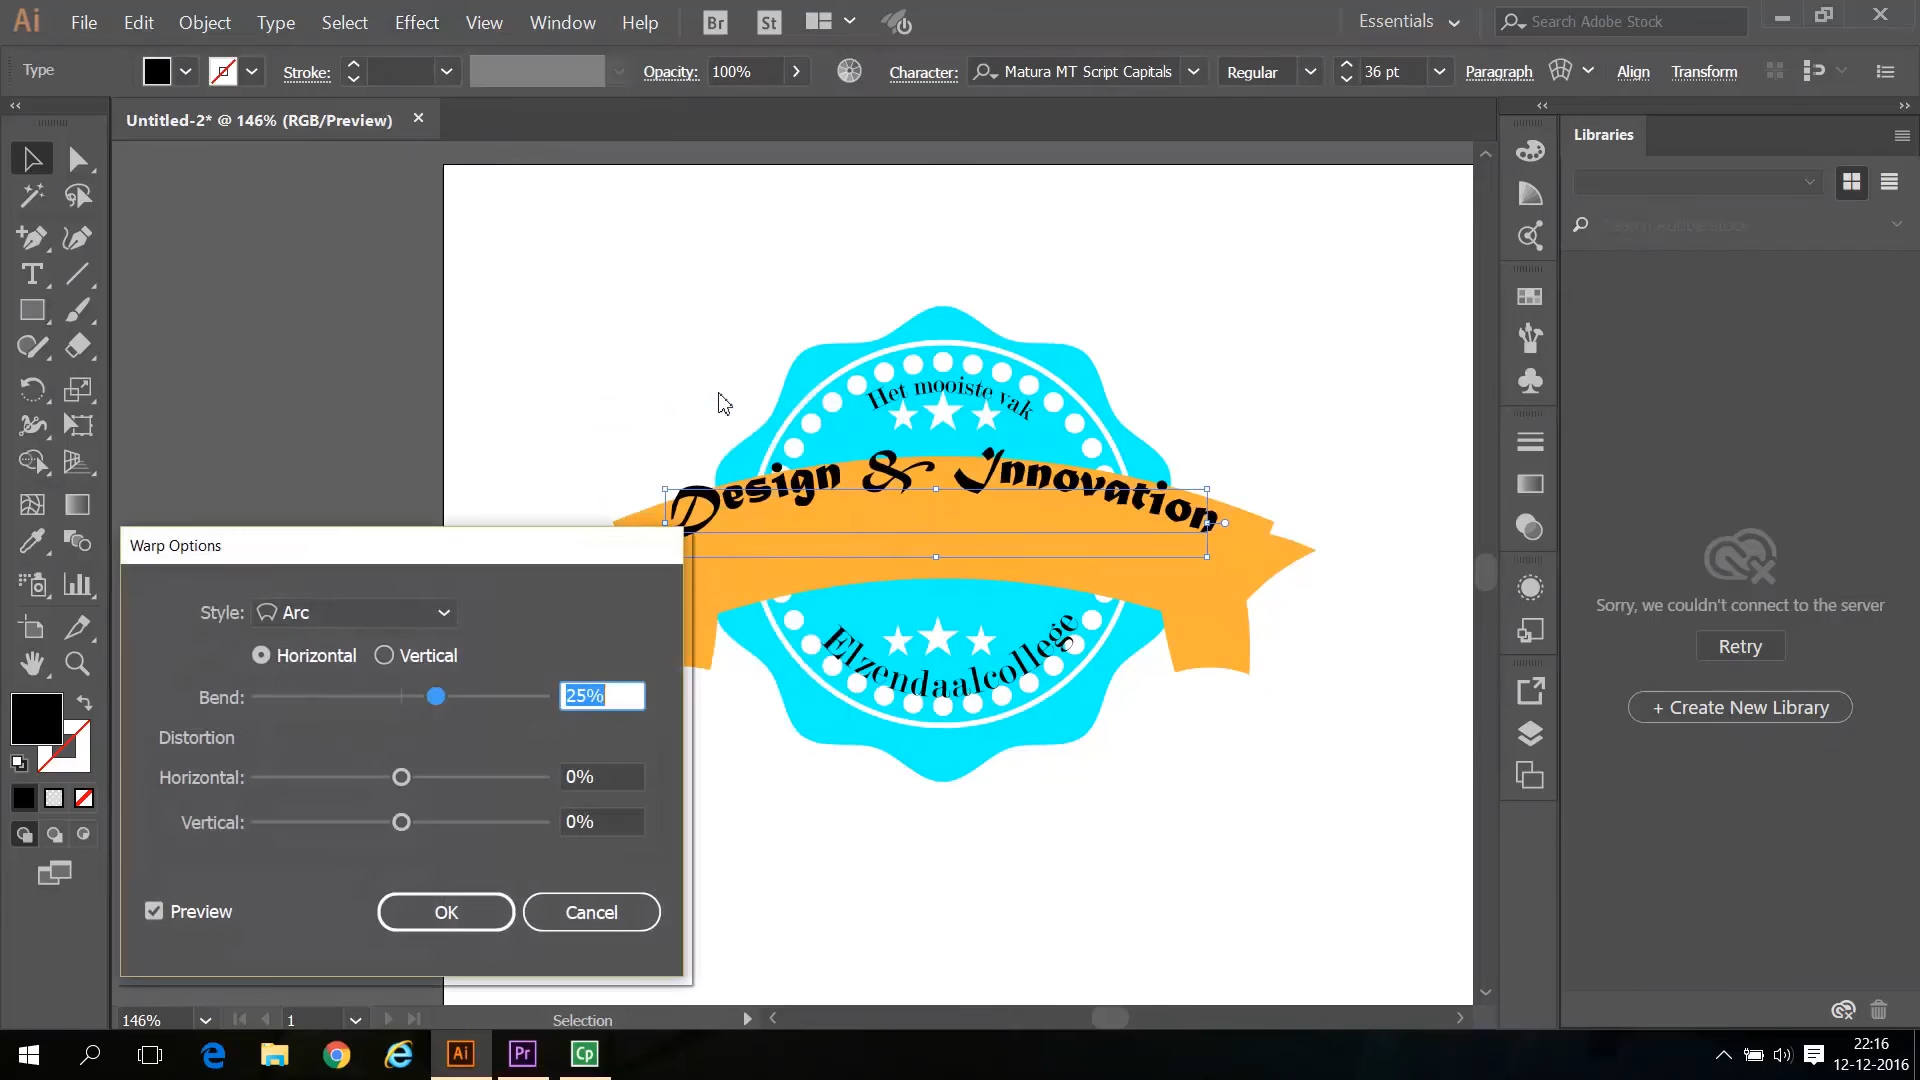 Ai File Edit Object Type Select Effect View Window Help Br St Essentials Search Adobe Stock
Type Stroke: Opacity: 100% Character: Matura MT Script Capitals Regular 36 pt Paragraph Align Transform
Untitled-2* @ 146% (RGB/Preview)
Libraries
Search Adobe Stock
Het mooiste vak
Design & Innovation
Elzendaalcollege
Warp Options
Style: Arc
Horizontal Vertical
Bend: 25%
Distortion
Horizontal: 0%
Vertical: 0%
Preview OK Cancel
Sorry, we couldn't connect to the server
Retry
+ Create New Library
146% 1 Selection
Ai Pr Cp
22:16
12-12-2016